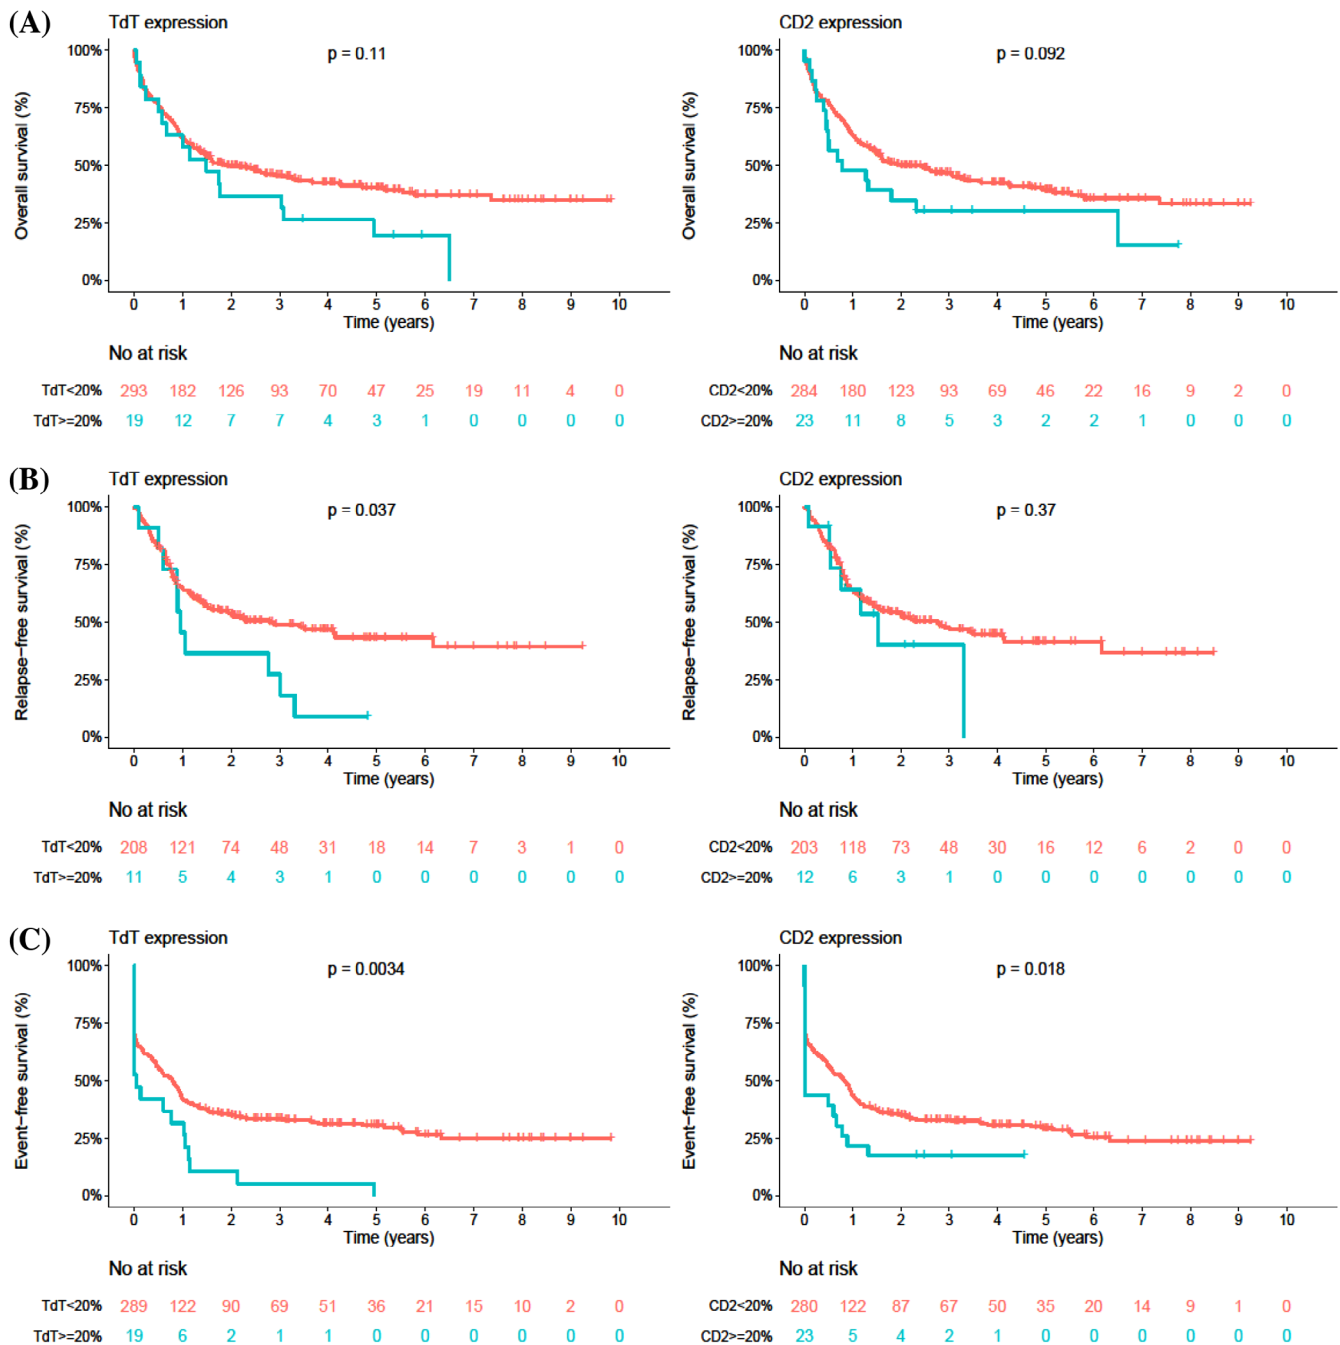 (A)
TdT expression
p = 0.11
Overall survival (%)
100%
75%
50%
25%
0%
0 1 2 3 4 5 6 7 8 9 10
Time (years)
No at risk
TdT<20% 293 182 126 93 70 47 25 19 11 4 0
TdT>=20% 19 12 7 7 4 3 1 0 0 0 0
CD2 expression
p = 0.092
Overall survival (%)
100%
75%
50%
25%
0%
0 1 2 3 4 5 6 7 8 9 10
Time (years)
No at risk
CD2<20% 284 180 123 93 69 46 22 16 9 2 0
CD2>=20% 23 11 8 5 3 2 2 1 0 0 0
(B)
TdT expression
p = 0.037
Relapse−free survival (%)
100%
75%
50%
25%
0%
0 1 2 3 4 5 6 7 8 9 10
Time (years)
No at risk
TdT<20% 208 121 74 48 31 18 14 7 3 1 0
TdT>=20% 11 5 4 3 1 0 0 0 0 0 0
CD2 expression
p = 0.37
Relapse−free survival (%)
100%
75%
50%
25%
0%
0 1 2 3 4 5 6 7 8 9 10
Time (years)
No at risk
CD2<20% 203 118 73 48 30 16 12 6 2 0 0
CD2>=20% 12 6 3 1 0 0 0 0 0 0 0
(C)
TdT expression
p = 0.0034
Event−free survival (%)
100%
75%
50%
25%
0%
0 1 2 3 4 5 6 7 8 9 10
Time (years)
No at risk
TdT<20% 289 122 90 69 51 36 21 15 10 2 0
TdT>=20% 19 6 2 1 1 0 0 0 0 0 0
CD2 expression
p = 0.018
Event−free survival (%)
100%
75%
50%
25%
0%
0 1 2 3 4 5 6 7 8 9 10
Time (years)
No at risk
CD2<20% 280 122 87 67 50 35 20 14 9 1 0
CD2>=20% 23 5 4 2 1 0 0 0 0 0 0